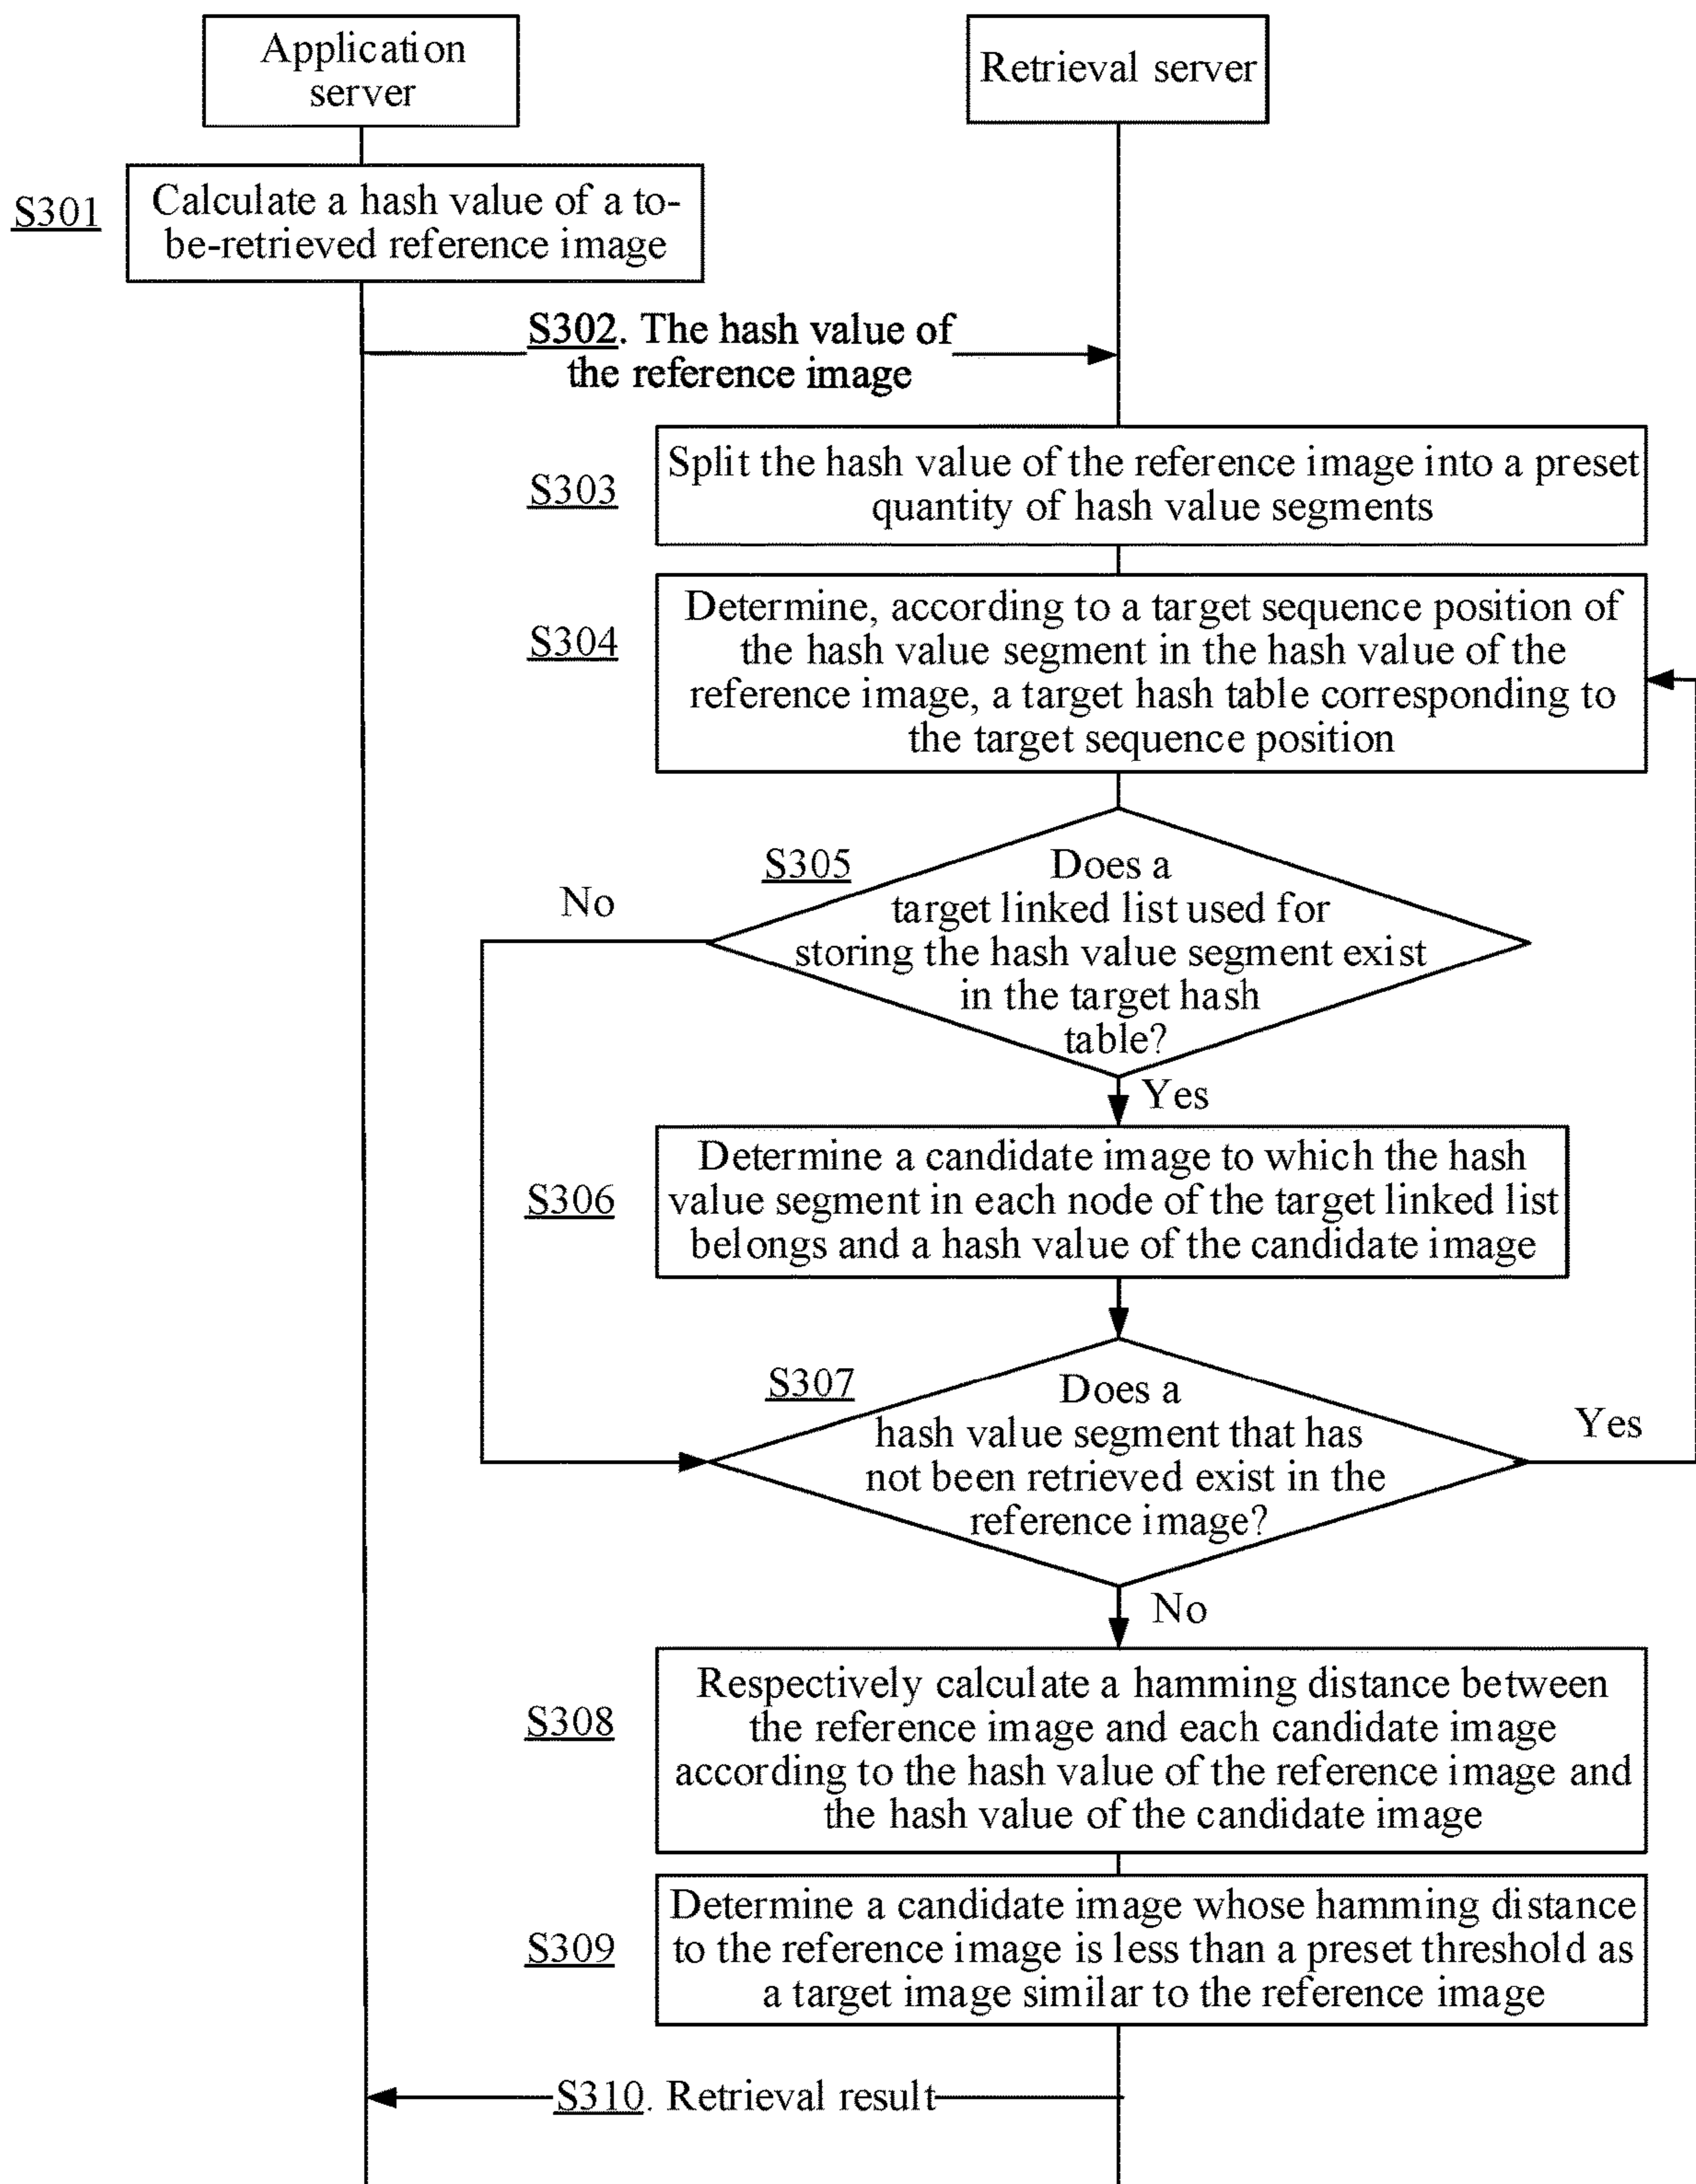 Application
server
Retrieval server
S301
Calculate a hash value of a to-
be-retrieved reference image
S302. The hash value of
the reference image
S303
Split the hash value of the reference image into a preset
quantity of hash value segments
S304
Determine, according to a target sequence position of
the hash value segment in the hash value of the
reference image, a target hash table corresponding to
the target sequence position
S305
Does a
target linked list used for
storing the hash value segment exist
in the target hash
table?
No
Yes
S306
Determine a candidate image to which the hash
value segment in each node of the target linked list
belongs and a hash value of the candidate image
S307
Does a
hash value segment that has
not been retrieved exist in the
reference image?
Yes
No
S308
Respectively calculate a hamming distance between
the reference image and each candidate image
according to the hash value of the reference image and
the hash value of the candidate image
S309
Determine a candidate image whose hamming distance
to the reference image is less than a preset threshold as
a target image similar to the reference image
S310. Retrieval result